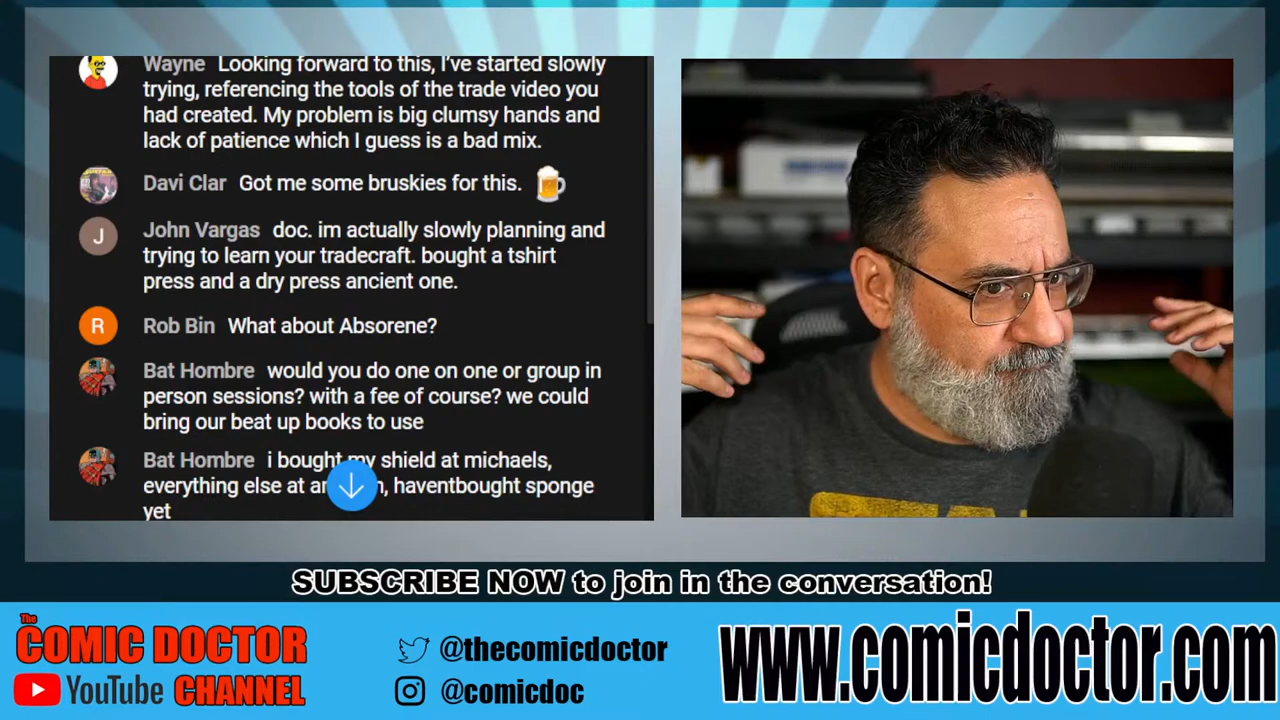 Wayne Looking forward to this, I've started slowly
trying, referencing the tools of the trade video you
had created. My problem is big clumsy hands and
lack of patience which I guess is a bad mix.
Davi Clar Got me some bruskies for this.
J John Vargas doc. im actually slowly planning and
trying to learn your tradecraft. bought a tshirt
press and a dry press ancient one.
R Rob Bin What about Absorene?
Bat Hombre would you do one on one or group in
person sessions? with a fee of course? we could
bring our beat up books to use
Bat Hombre i bought my shield at michaels,
everything else at haventbought sponge
yet
SUBSCRIBE NOW to join in the conversation!
The
COMIC DOCTOR
YouTube CHANNEL
@thecomicdoctor
@comicdoc
www.comicdoctor.com